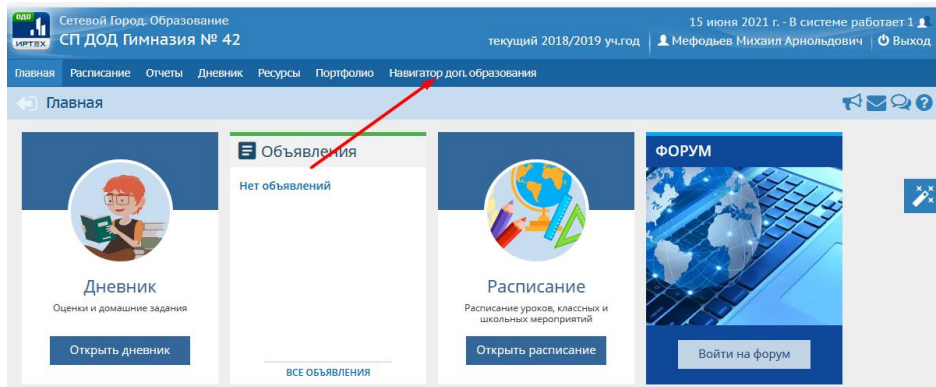 ОДО
ИРТЕХ
Сетевой Город. Образование
СП ДОД Гимназия № 42
15 июня 2021 г. - В системе работает 1
текущий 2018/2019 уч.год
Мефодьев Михаил Арнольдович
Выход
Главная Расписание Отчеты Дневник Ресурсы Портфолио Навигатор доп. образования
Главная
Дневник
Оценки и домашние задания
Открыть дневник
Объявления
Нет объявлений
ВСЕ ОБЪЯВЛЕНИЯ
Расписание
Расписание уроков, классных и
школьных мероприятий
Открыть расписание
ФОРУМ
Войти на форум